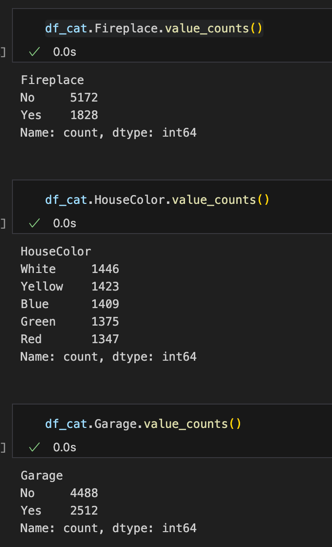 df_cat.Fireplace.value_counts()
] ✓ 0.0s
Fireplace
No 5172
Yes 1828
Name: count, dtype: int64
df_cat.HouseColor.value_counts()
] ✓ 0.0s
HouseColor
White 1446
Yellow 1423
Blue 1409
Green 1375
Red 1347
Name: count, dtype: int64
df_cat.Garage.value_counts()
] ✓ 0.0s
Garage
No 4488
Yes 2512
Name: count, dtype: int64